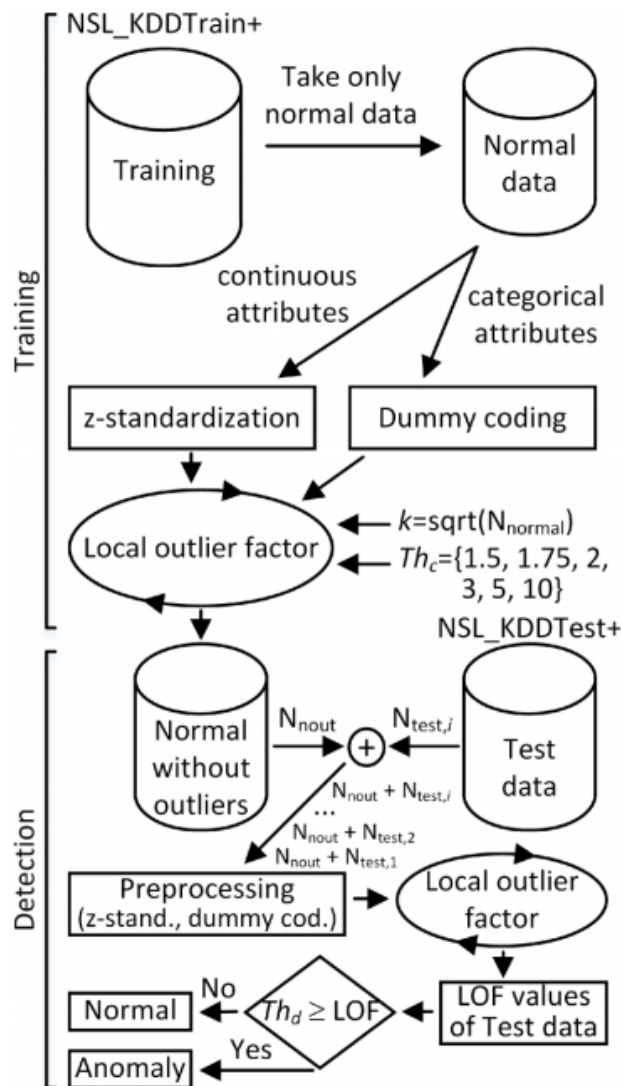 NSL_KDDTrain+
Take only
normal data
Training
Normal
data
continuous
attributes
categorical
attributes
Training
z-standardization
Dummy coding
Local outlier factor
k=sqrt(Nnormal)
Thc={1.5, 1.75, 2,
3, 5, 10}
NSL_KDDTest+
Normal
without
outliers
Nnout
+
Ntest,i
Test
data
Nnout + Ntest,i
...
Nnout + Ntest,2
Nnout + Ntest,1
Detection
Preprocessing
(z-stand., dummy cod.)
Local outlier
factor
LOF values
of Test data
Thd ≥ LOF
No
Normal
Yes
Anomaly